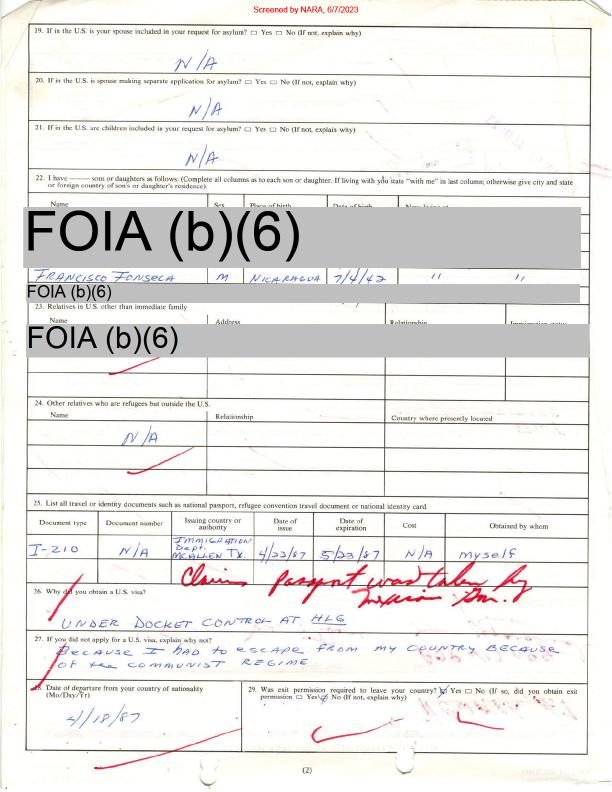 Screened by NARA, 6/7/2023
19. If in the U.S. is your spouse included in your request for asylum? □ Yes □ No (If not, explain why)
N/A
20. If in the U.S. is spouse making separate application for asylum? □ Yes □ No (If not, explain why)
N/A
21. If in the U.S. are children included in your request for asylum? □ Yes □ No (If not, explain why)
N/A
22. I have ——— sons or daughters as follows: (Complete all columns as to each son or daughter. If living with you state "with me" in last column; otherwise give city and state
or foreign country of son's or daughter's residence).
Name Sex Place of birth Date of birth Now living at
FOIA (b)(6)
FRANCISCO FONSECA M NICARAGUA 7/4/42 " "
FOIA (b)(6)
23. Relatives in U.S. other than immediate family
Name Address Relationship Immigration status
FOIA (b)(6)
24. Other relatives who are refugees but outside the U.S.
Name Relationship Country where presently located
N/A
25. List all travel or identity documents such as national passport, refugee convention travel document or national identity card
Document type Document number Issuing country or authority Date of issue Date of expiration Cost Obtained by whom
I-210 N/A IMMIGRATION Dept. MCALLEN TX. 4/23/87 5/23/87 N/A myself
Claims passport was taken by
26. Why did you obtain a U.S. visa?
UNDER DOCKET CONTROL AT HLG
27. If you did not apply for a U.S. visa, explain why not?
Because I had to escape from my country because
of the communist regime
28. Date of departure from your country of nationality
(Mo/Day/Yr)
4/18/87
29. Was exit permission required to leave your country? ☑ Yes □ No (If so, did you obtain exit
permission □ Yes ☑ No (If not, explain why)
(2)